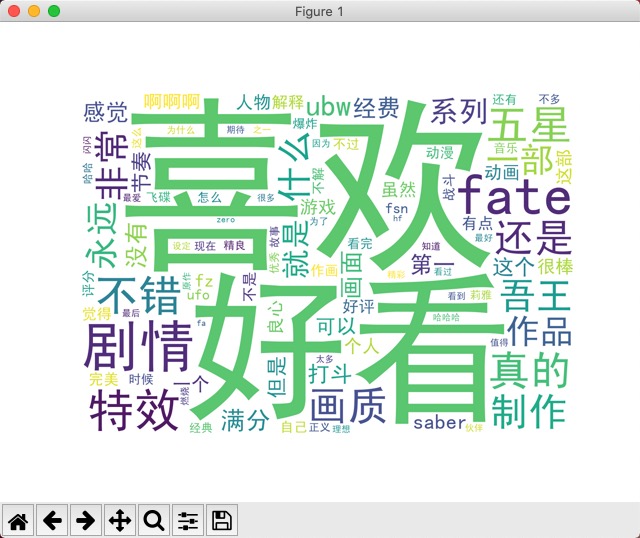 Figure 1
喜欢
好看
感觉
啊啊啊
人物
解释
ubw
经费
系列
还有
不多
五星
闪闪
非常
节奏
这么
为什么
期待
之一
爆炸
因为
不过
动漫
音乐
一部
这部
哈哈
最爱
飞碟
怎么
很多
什么
不解
游戏
虽然
战斗
动画
fate
永远
没有
zero
为了
fsn
有点
还是
设定
现在
精良
故事
就是
看完
知道
最好
优秀
作画
画面
精彩
第一
看过
这个
很棒
评分
不错
原作
fz
ufo
不是
良心
好评
看到
莉雅
吾王
觉得
最后
fa
可以
hf
哈哈哈
值得
作品
剧情
个人
太多
完美
时候
一个
燃烧
但是
打斗
真的
特效
经典
满分
自己
画质
正义
理想
saber
伙伴
制作